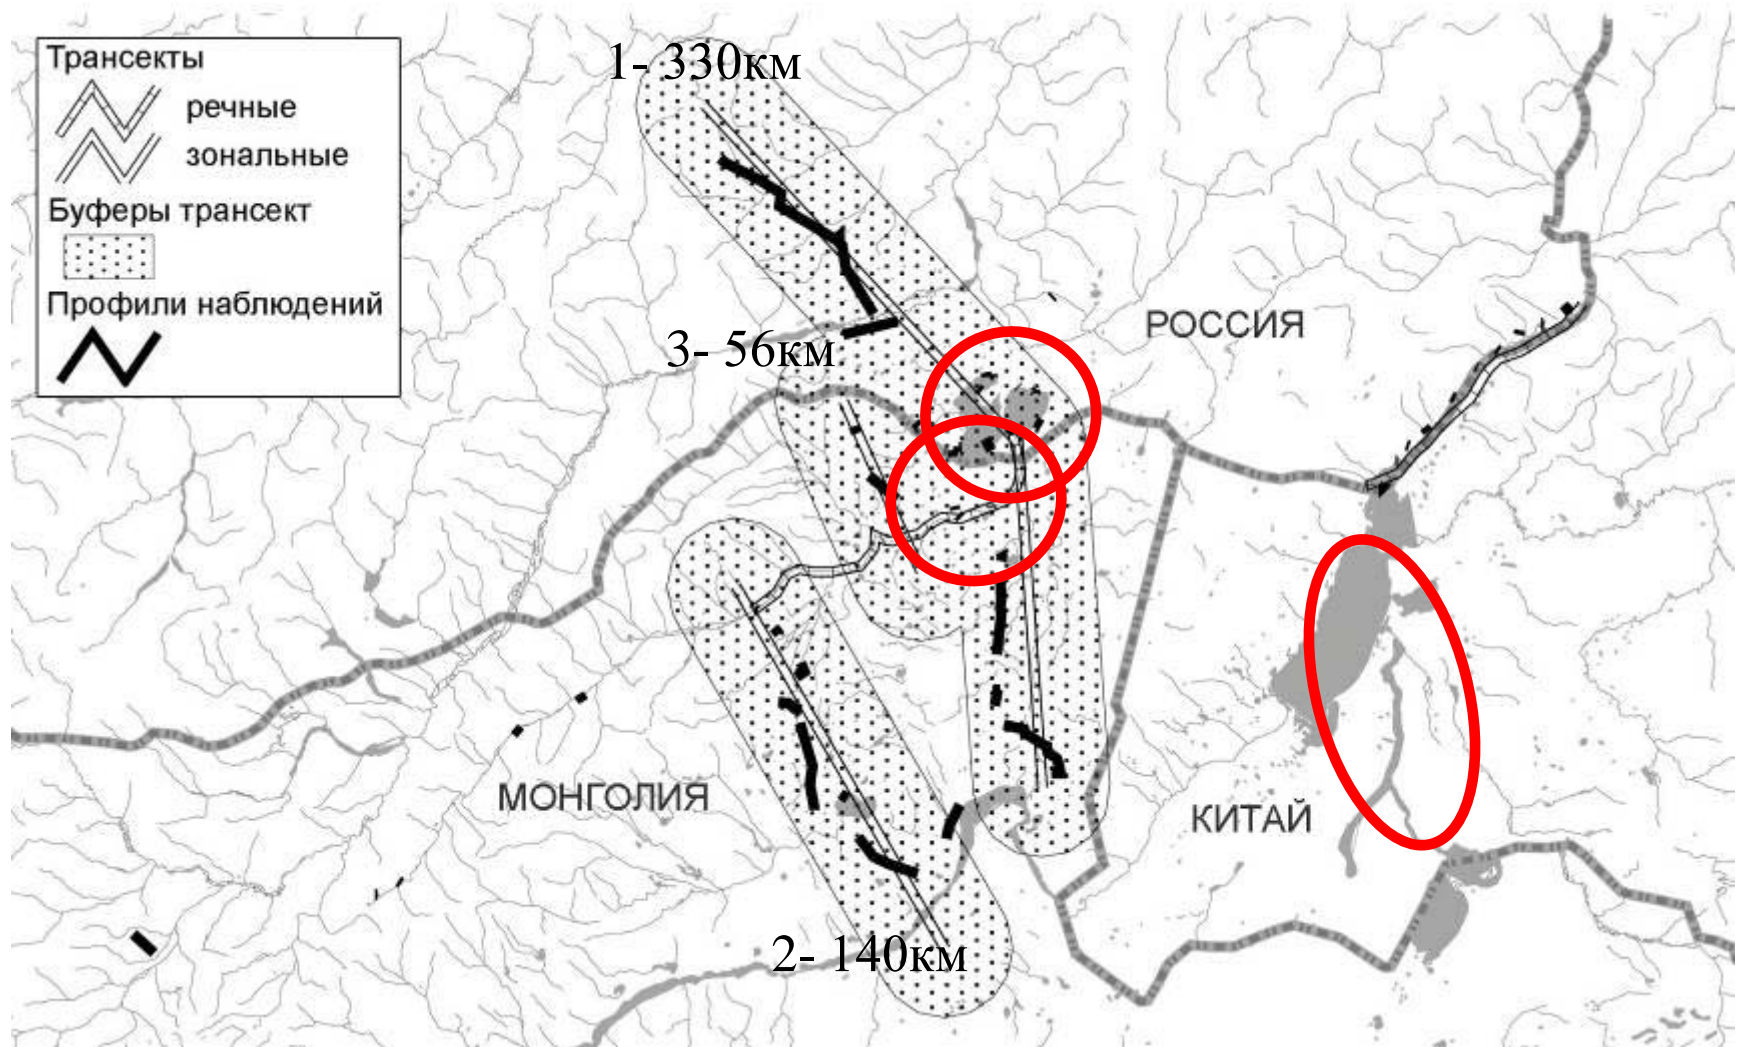 Трансекты
речные
зональные
Буферы трансект
Профили наблюдений
1- 330км
РОССИЯ
3- 56км
МОНГОЛИЯ
КИТАЙ
2- 140км